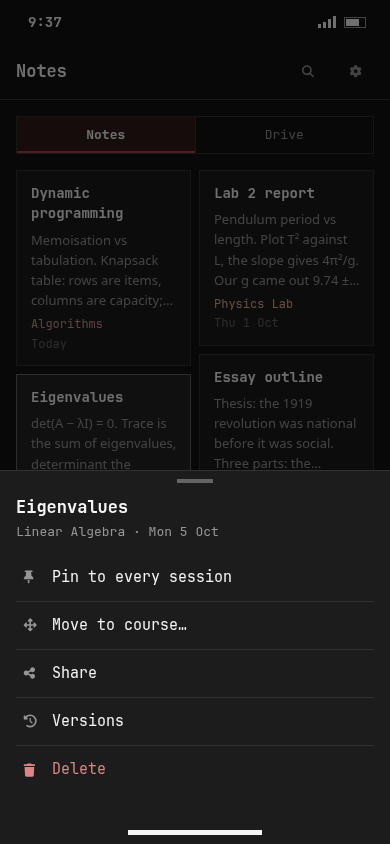 9:37
Notes
Notes
Drive
Dynamic
programming
Memoisation vs
tabulation. Knapsack
table: rows are items,
columns are capacity;…
Algorithms
Today
Lab 2 report
Pendulum period vs
length. Plot T² against
L, the slope gives 4π²/g.
Our g came out 9.74 ±…
Physics Lab
Thu 1 Oct
Eigenvalues
det(A − λI) = 0. Trace is
the sum of eigenvalues,
determinant the
Essay outline
Thesis: the 1919
revolution was national
before it was social.
Three parts: the…
Eigenvalues
Linear Algebra · Mon 5 Oct
Pin to every session
Move to course…
Share
Versions
Delete